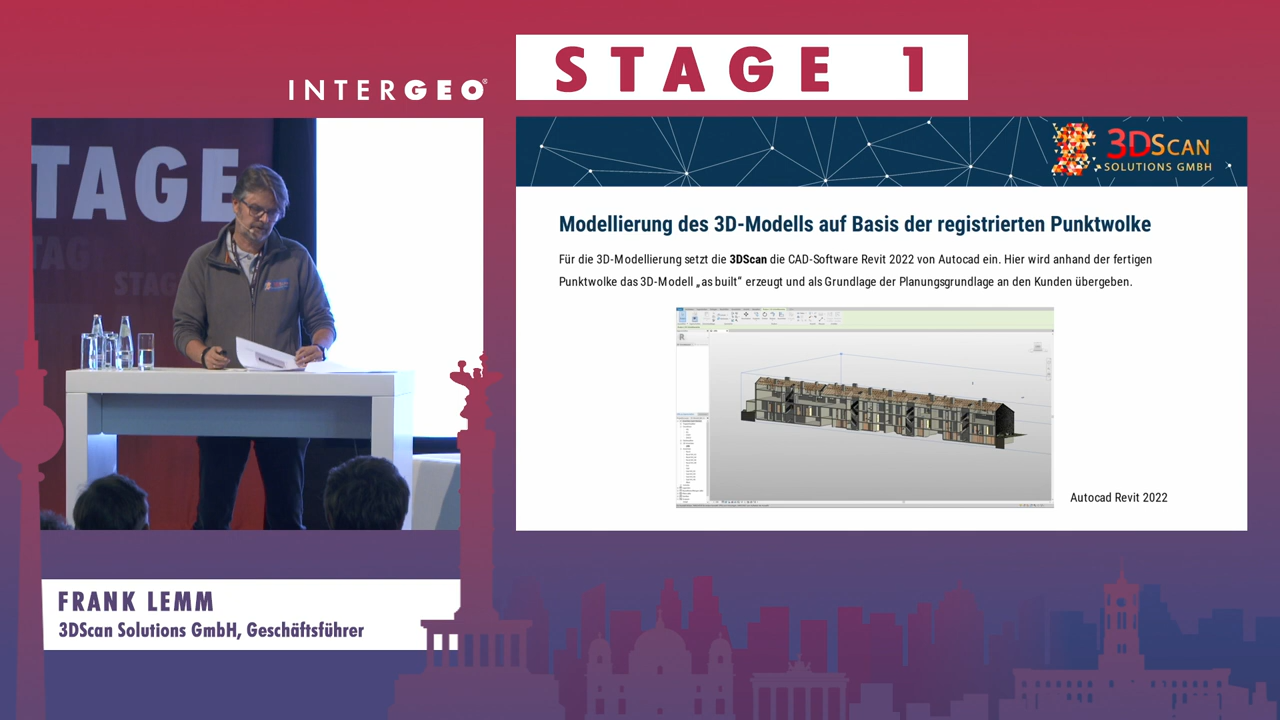 STAGE 1
INTERGEO®
TAGE
TAGE
STAGE
3DSCAN
SOLUTIONS GMBH
Modellierung des 3D-Modells auf Basis der registrierten Punktwolke
Für die 3D-Modellierung setzt die 3DScan die CAD-Software Revit 2022 von Autocad ein. Hier wird anhand der fertigen
Punktwolke das 3D-Modell „as built“ erzeugt und als Grundlage der Planungsgrundlage an den Kunden übergeben.
Autocad Revit 2022
FRANK LEMM
3DScan Solutions GmbH, Geschäftsführer